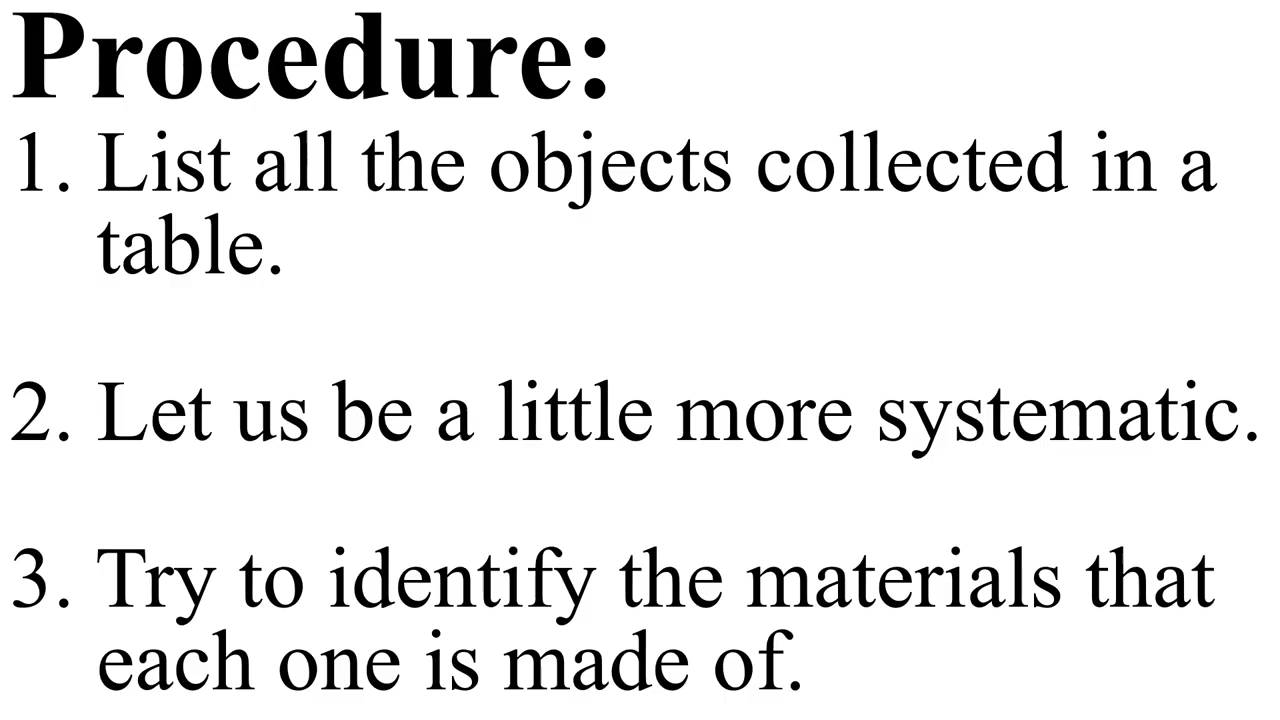 Procedure:
1. List all the objects collected in a
table.
2. Let us be a little more systematic.
3. Try to identify the materials that
each one is made of.